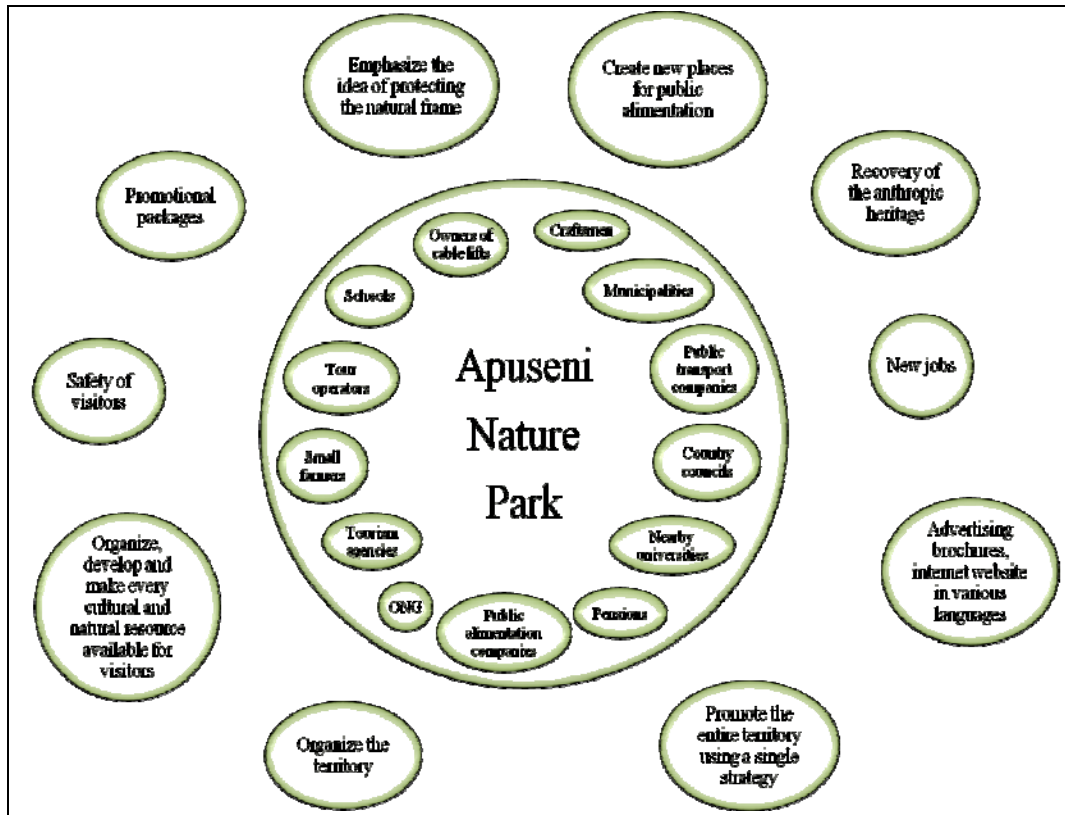 Emphasize the
idea of protecting
the natural frame
Create new places
for public
alimentation
Promotional
packages
Recovery of
the anthropic
heritage
Owners of
cable lifts
Craftsmen
Schools
Municipalities
Safety of
visitors
Tour
operators
Apuseni
Nature
Park
Public
transport
companies
New jobs
Small
farmers
Country
councils
Tourism
agencies
Nearby
universities
Organize,
develop and
make every
cultural and
natural resource
available for
visitors
ONG
Public
alimentation
companies
Pensions
Advertising
brochures,
internet website
in various
languages
Organize the
territory
Promote the
entire territory
using a single
strategy